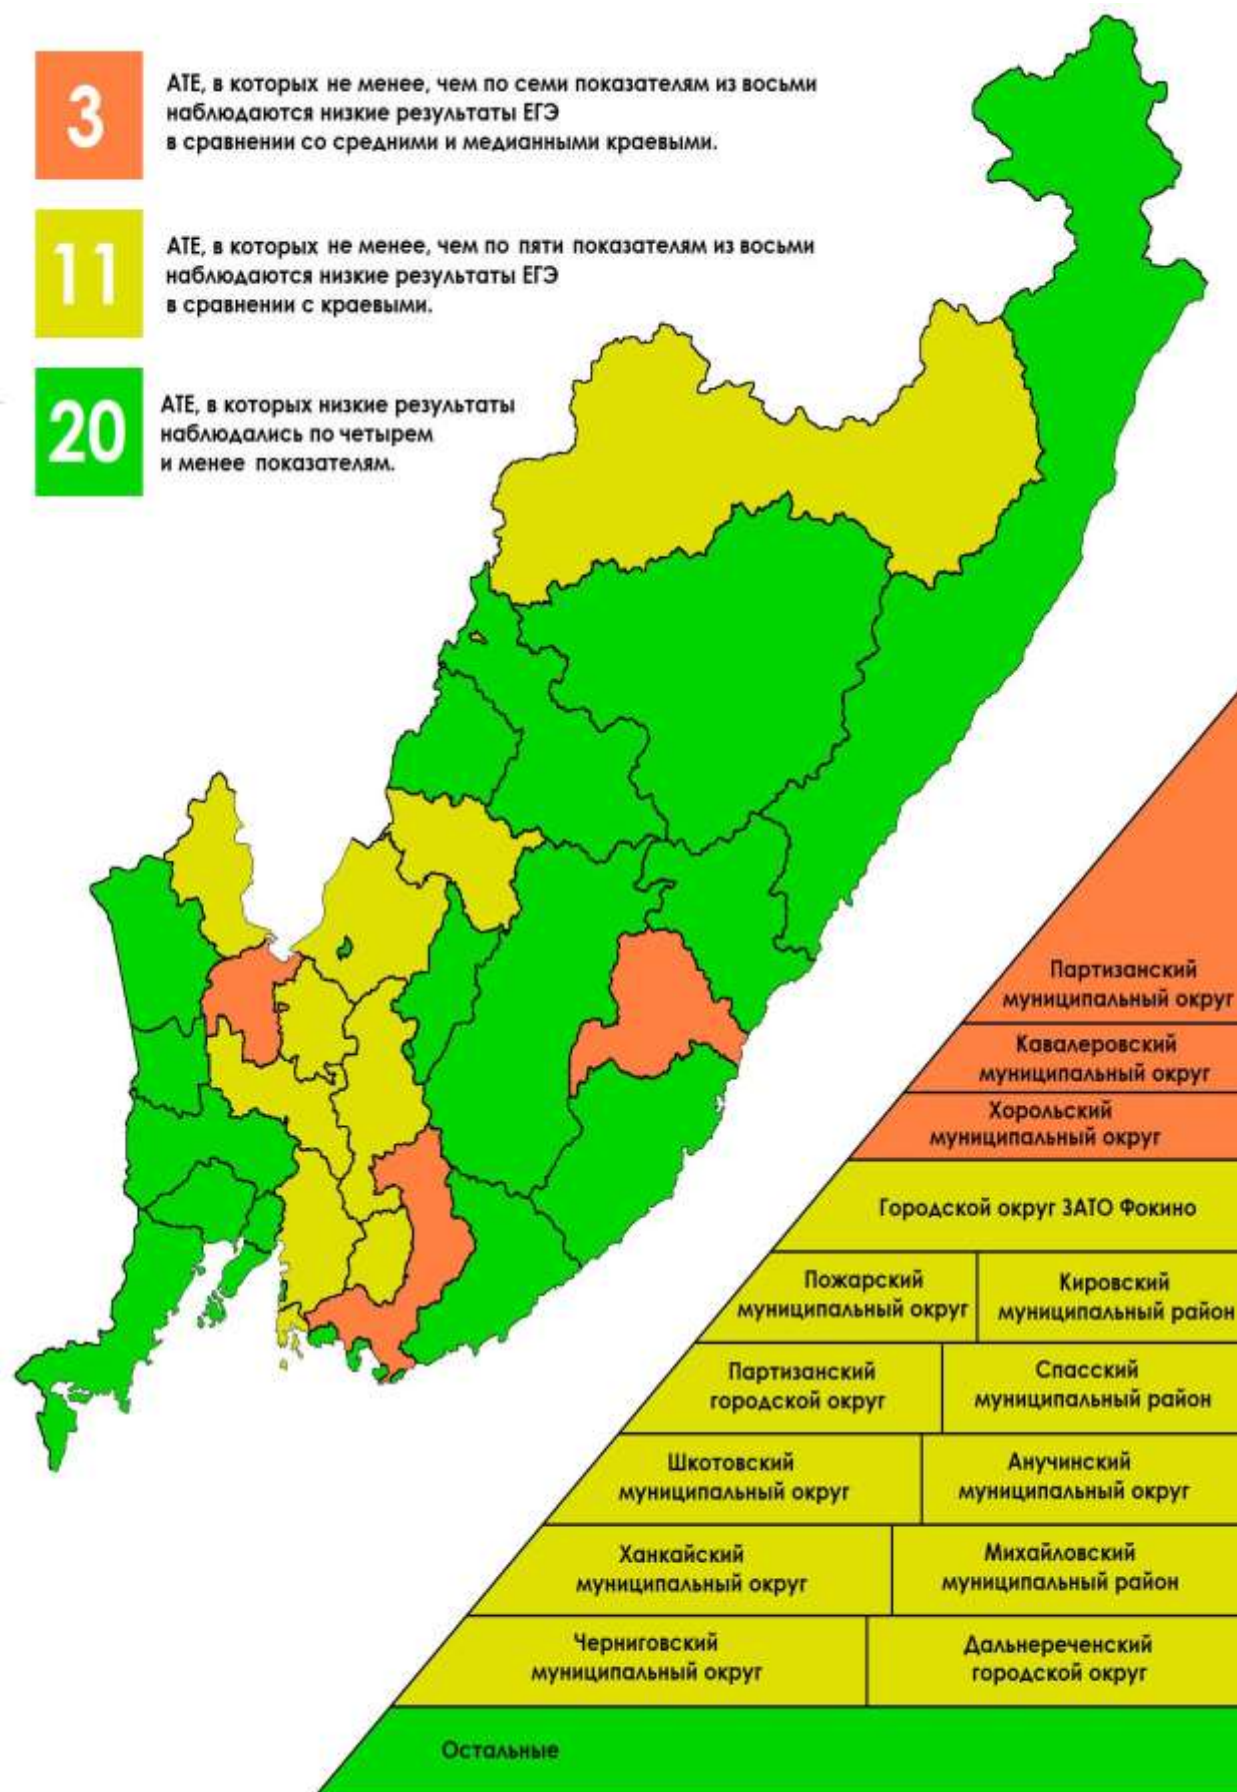 3
АТЕ, в которых не менее, чем по семи показателям из восьми
наблюдаются низкие результаты ЕГЭ
в сравнении со средними и медианными краевыми.
11
АТЕ, в которых не менее, чем по пяти показателям из восьми
наблюдаются низкие результаты ЕГЭ
в сравнении с краевыми.
20
АТЕ, в которых низкие результаты
наблюдались по четырем
и менее показателям.
Партизанский
муниципальный округ
Кавалеровский
муниципальный округ
Хорольский
муниципальный округ
Городской округ ЗАТО Фокино
Пожарский
муниципальный округ
Кировский
муниципальный район
Партизанский
городской округ
Спасский
муниципальный район
Шкотовский
муниципальный округ
Анучинский
муниципальный округ
Ханкайский
муниципальный округ
Михайловский
муниципальный район
Черниговский
муниципальный округ
Дальнереченский
городской округ
Остальные